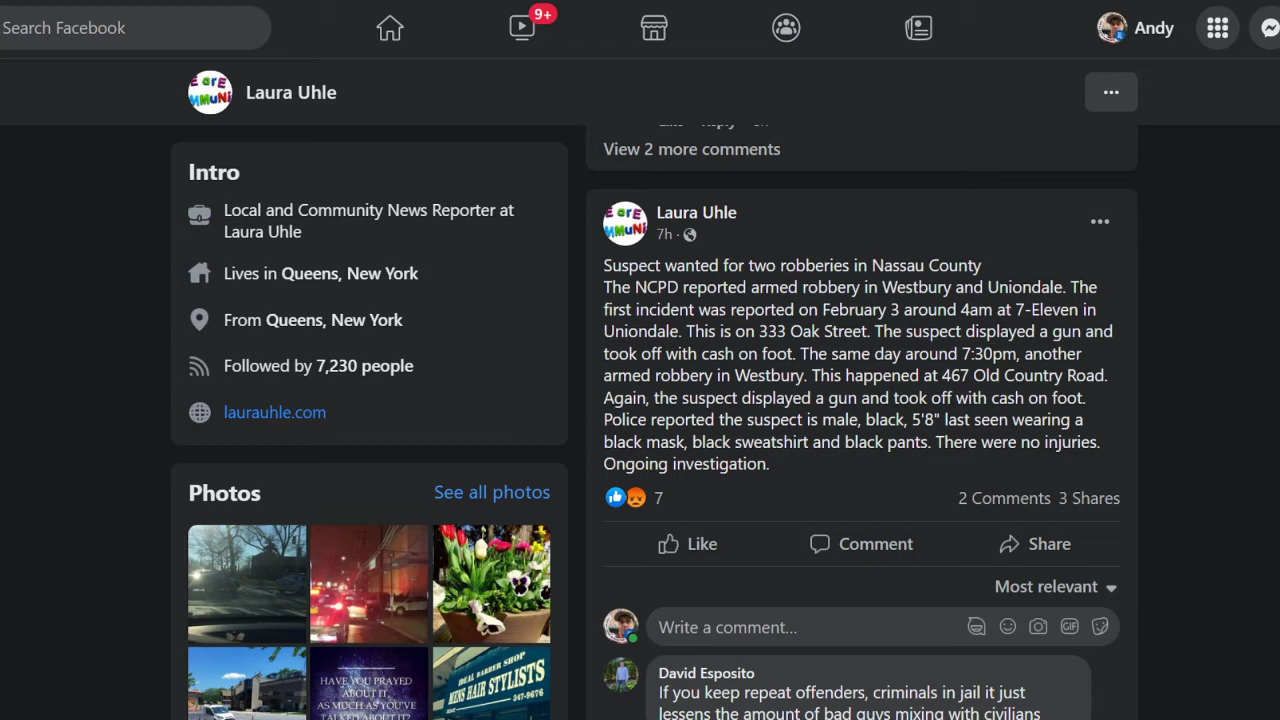 Search Facebook
9+
Andy
Laura Uhle
Intro
Local and Community News Reporter at
Laura Uhle
Lives in Queens, New York
From Queens, New York
Followed by 7,230 people
laurauhle.com
Photos
See all photos
HAVE YOU PRAYED
ABOUT IT
AS MUCH AS YOU'VE
TALKED ABOUT IT?
IDEAL BARBER SHOP
MENS HAIR STYLISTS
347-9676
View 2 more comments
Laura Uhle
7h ·
Suspect wanted for two robberies in Nassau County
The NCPD reported armed robbery in Westbury and Uniondale. The
first incident was reported on February 3 around 4am at 7-Eleven in
Uniondale. This is on 333 Oak Street. The suspect displayed a gun and
took off with cash on foot. The same day around 7:30pm, another
armed robbery in Westbury. This happened at 467 Old Country Road.
Again, the suspect displayed a gun and took off with cash on foot.
Police reported the suspect is male, black, 5'8" last seen wearing a
black mask, black sweatshirt and black pants. There were no injuries.
Ongoing investigation.
7
2 Comments 3 Shares
Like Comment Share
Most relevant
Write a comment...
GIF
David Esposito
If you keep repeat offenders, criminals in jail it just
lessens the amount of bad guys mixing with civilians